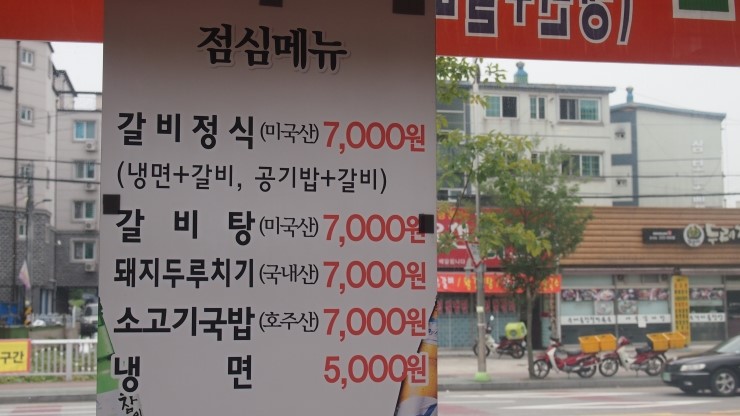 점심메뉴
갈비정식(미국산) 7,000원
(냉면+갈비, 공기밥+갈비)
갈 비 탕(미국산) 7,000원
돼지두루치기(국내산) 7,000원
소고기국밥(호주산) 7,000원
냉 면 5,000원
구간